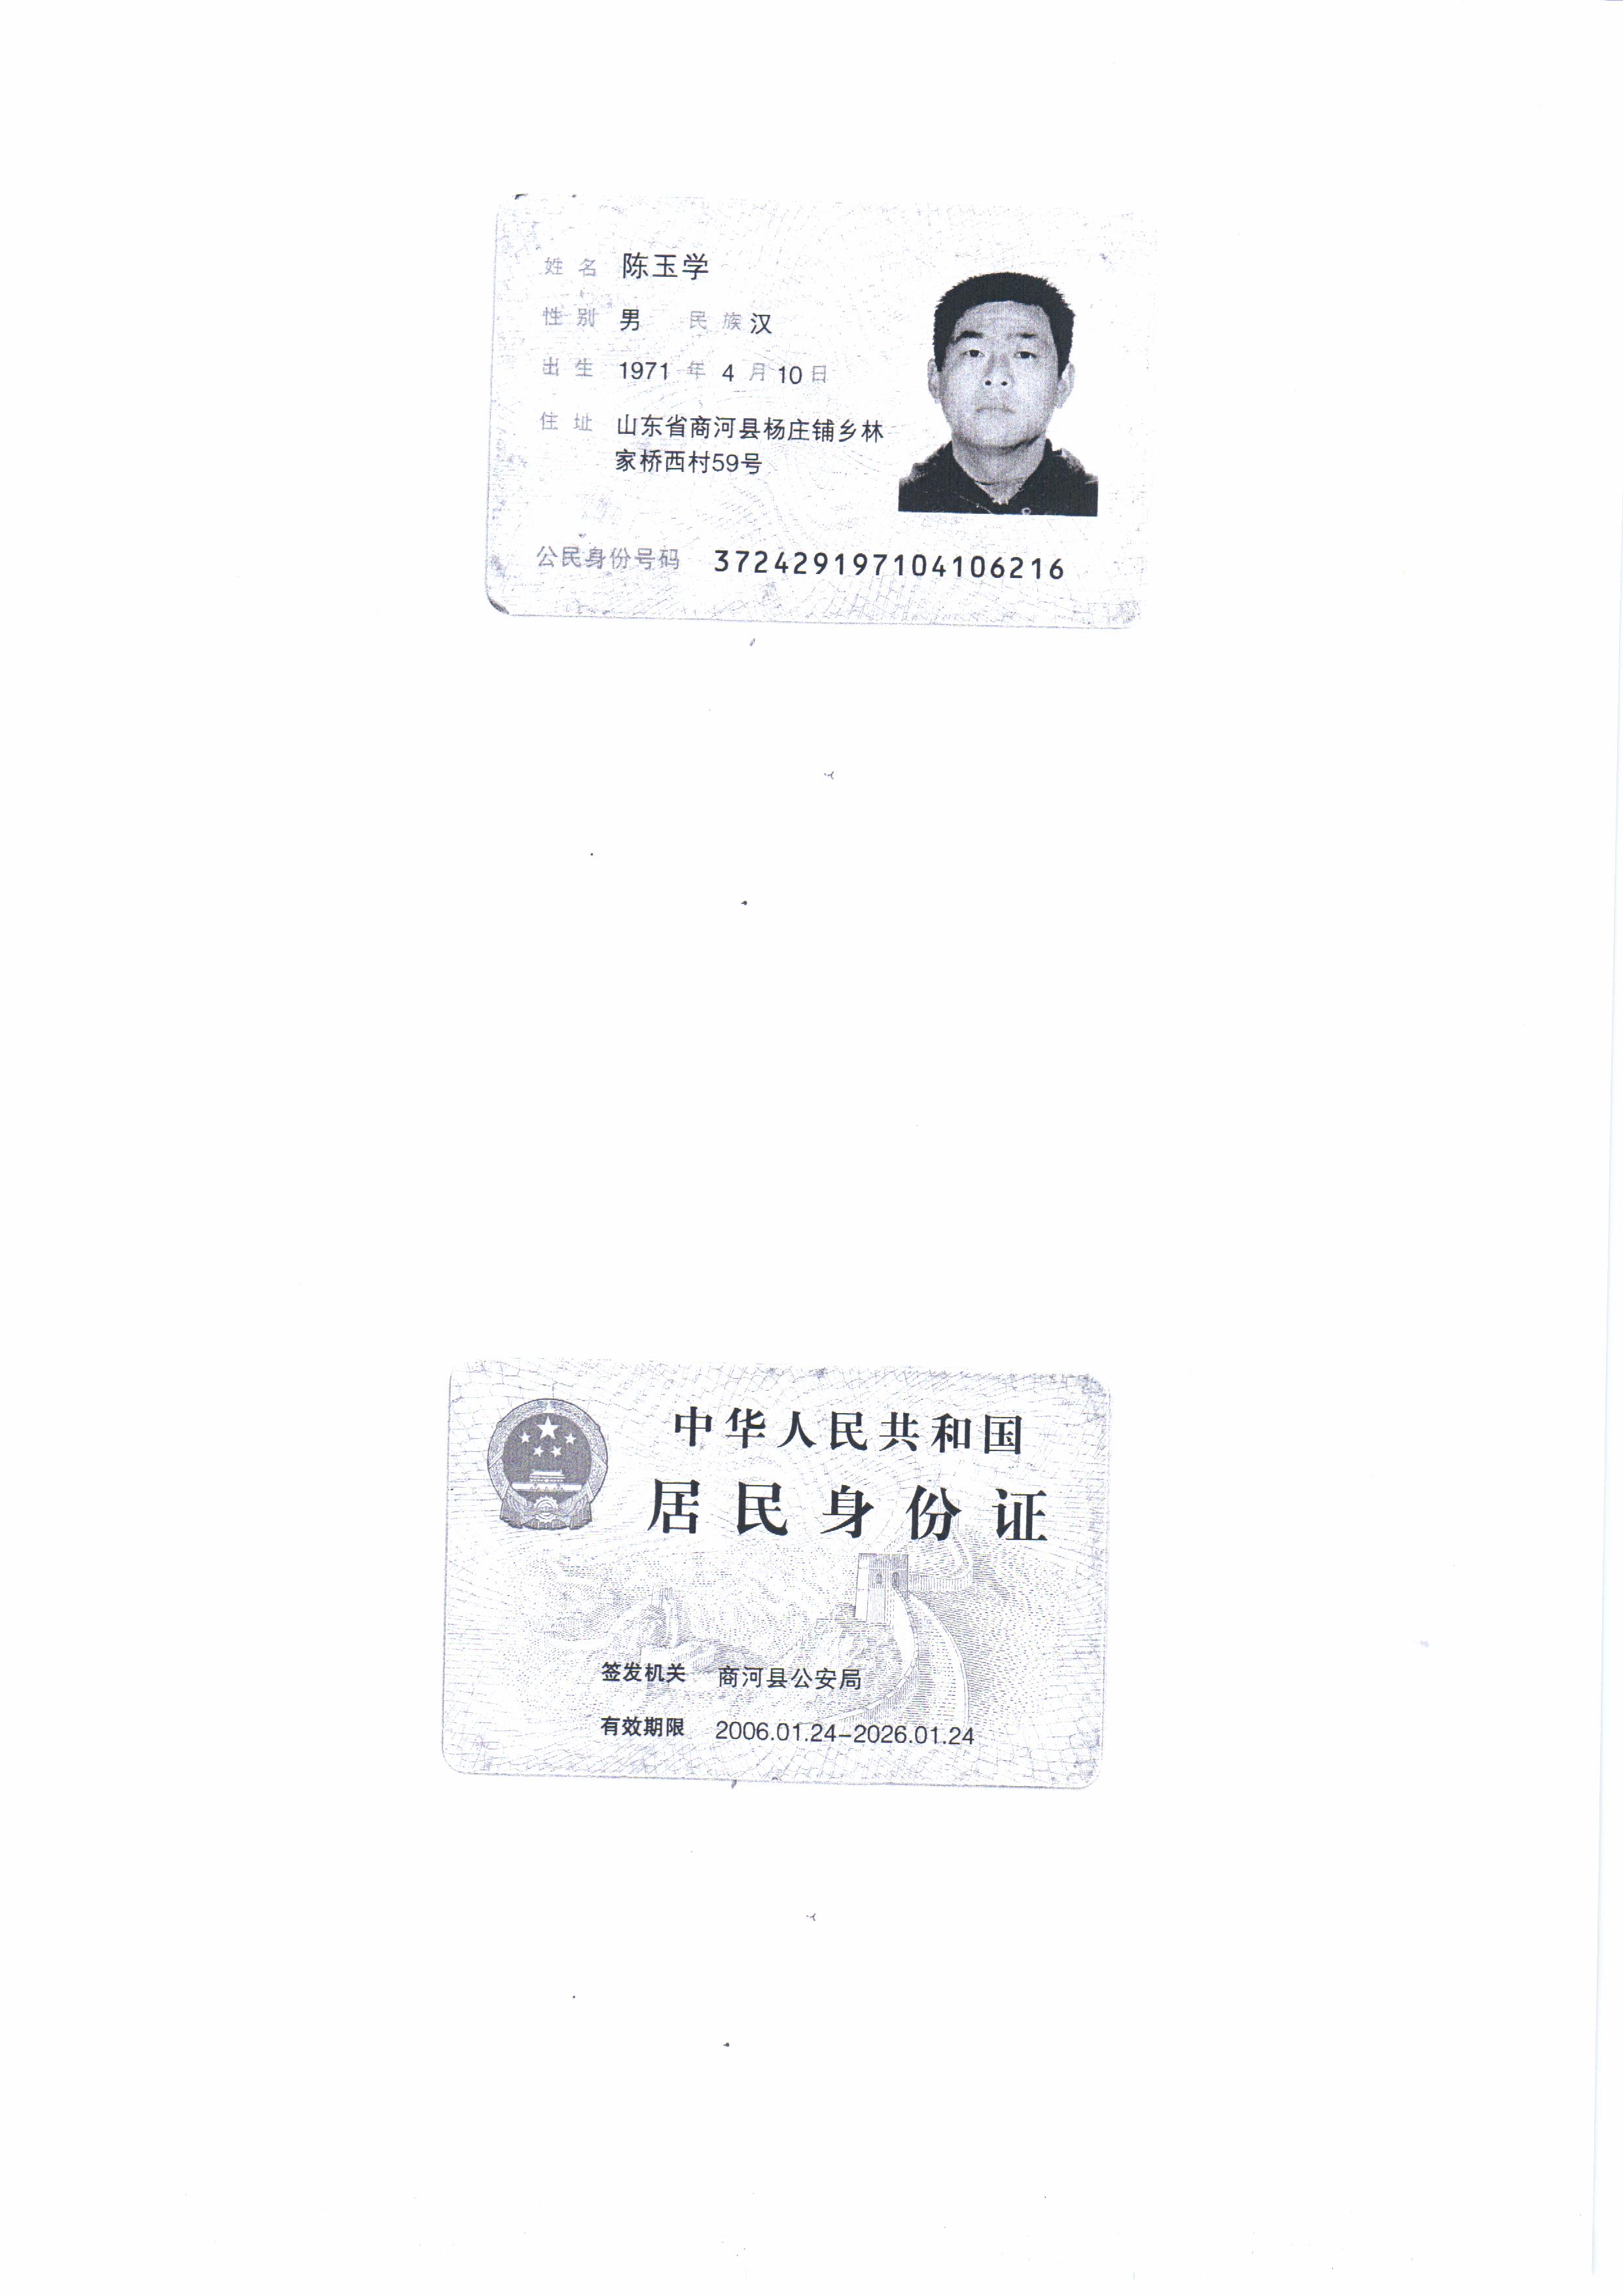 姓名 陈玉学
性别 男 民族 汉
出生 1971 年 4 月 10 日
住址 山东省商河县杨庄铺乡林
家桥西村59号
公民身份号码 372429197104106216
中华人民共和国
居民身份证
签发机关 商河县公安局
有效期限 2006.01.24-2026.01.24